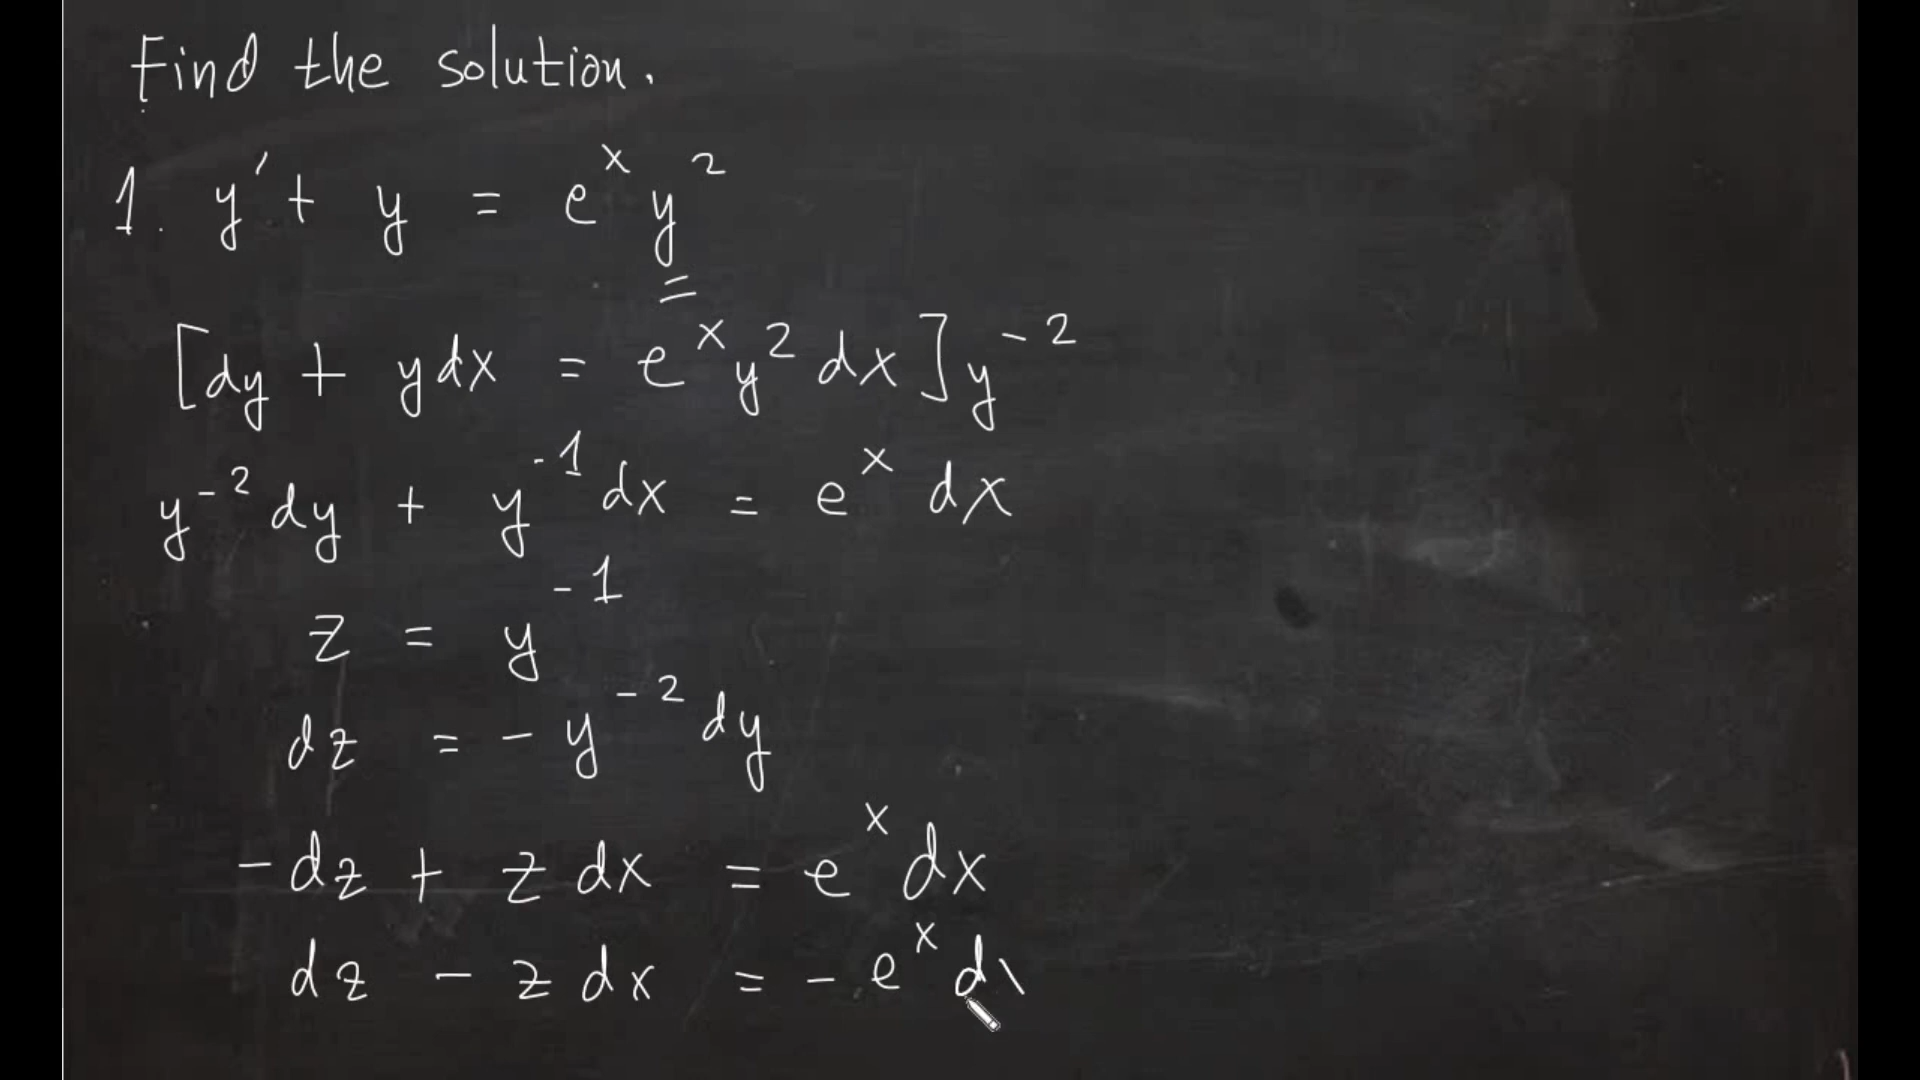 Find the solution.
1. y' + y = e^x y^2
[dy + ydx = e^x y^2 dx] y^-2
y^-2 dy + y^-1 dx = e^x dx
z = y^-1
dz = - y^-2 dy
-dz + z dx = e^x dx
dz - z dx = - e^x d\